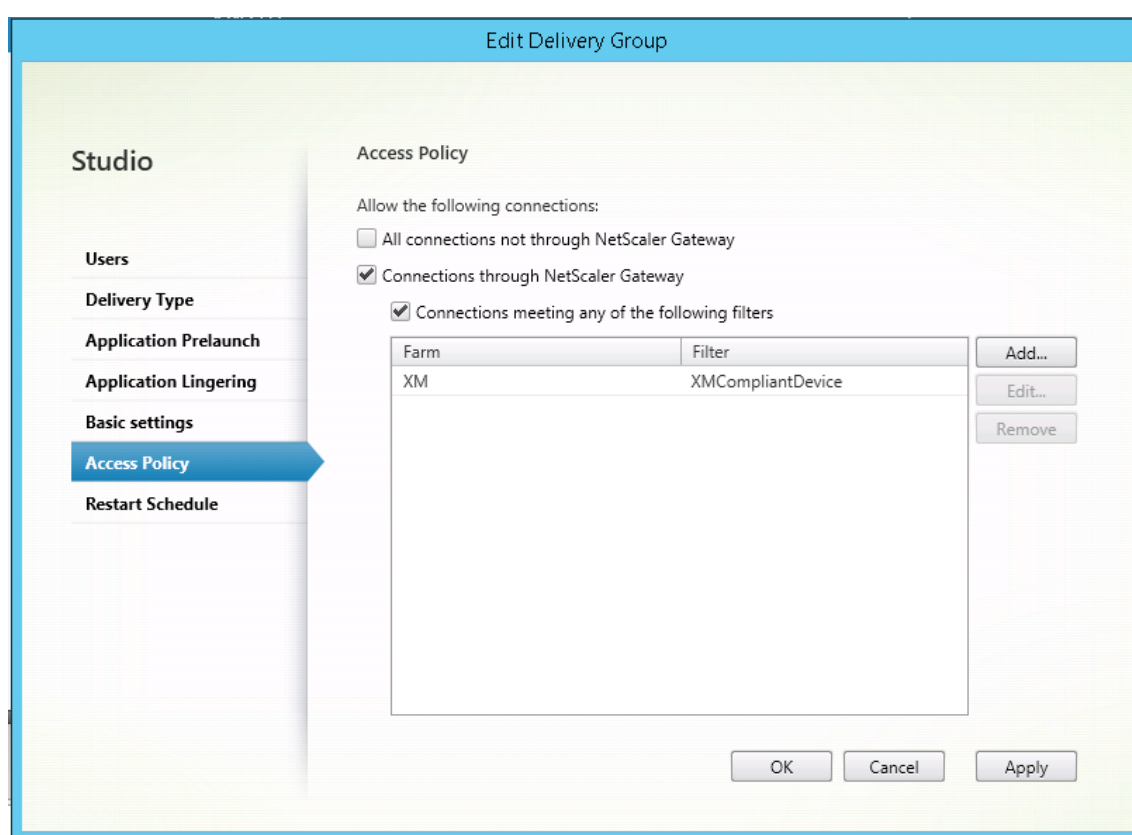 Edit Delivery Group
Studio
Users
Delivery Type
Application Prelaunch
Application Lingering
Basic settings
Access Policy
Restart Schedule
Access Policy
Allow the following connections:
All connections not through NetScaler Gateway
Connections through NetScaler Gateway
Connections meeting any of the following filters
Farm Filter
XM XMCompliantDevice
Add...
Edit...
Remove
OK Cancel Apply